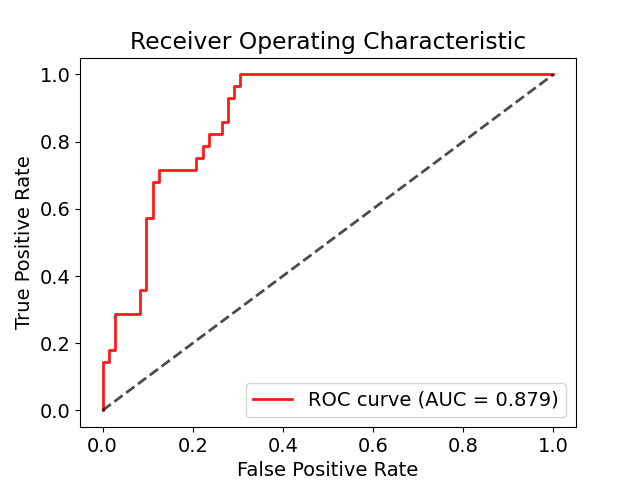 Receiver Operating Characteristic
True Positive Rate
1.0
0.8
0.6
0.4
0.2
0.0
ROC curve (AUC = 0.879)
0.0 0.2 0.4 0.6 0.8 1.0
False Positive Rate